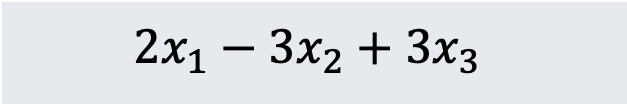 2x₁ − 3x₂ + 3x₃